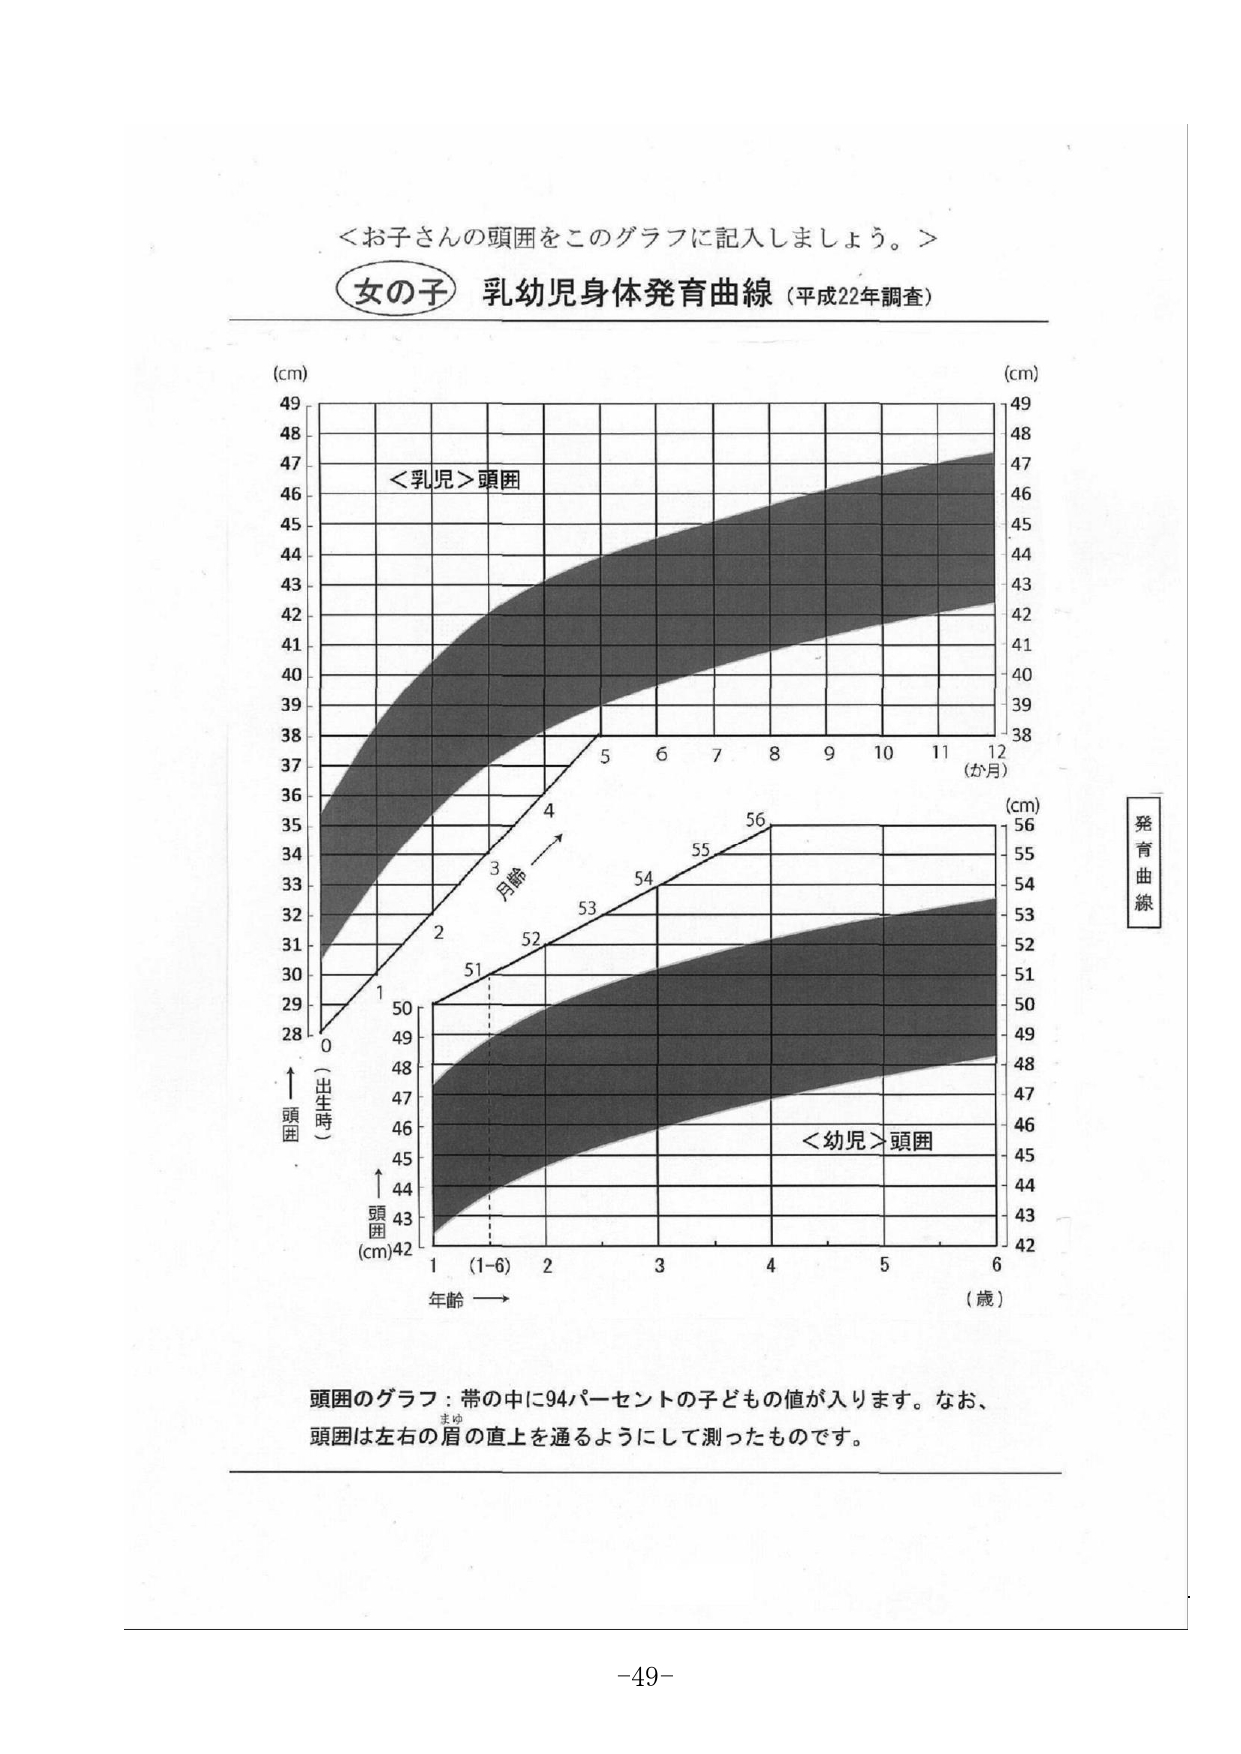 ＜お子さんの頭囲をこのグラフに記入しましょう。＞
女の子 乳幼児身体発育曲線（平成22年調査）
(cm) (cm)
49 49
48 48
47 47
＜乳児＞頭囲
46 46
45 45
44 44
43 43
42 42
41 41
40 40
39 39
38 38
5 6 7 8 9 10 11 12
37
(か月)
36
4
(cm)
35
56 56
34
55 55
3
月齢
33
54 54
32
53 53
2
31
52 52
30
51 51
1
29
50 50
28
0
49 49
（出生時）
頭囲
48 48
47 47
46 46
＜幼児＞頭囲
45 45
44 44
43 43
頭囲
(cm)42 42
1 (1-6) 2 3 4 5 6
年齢 (歳)
発育曲線
頭囲のグラフ：帯の中に94パーセントの子どもの値が入ります。なお、
まゆ
頭囲は左右の眉の直上を通るようにして測ったものです。
-49-